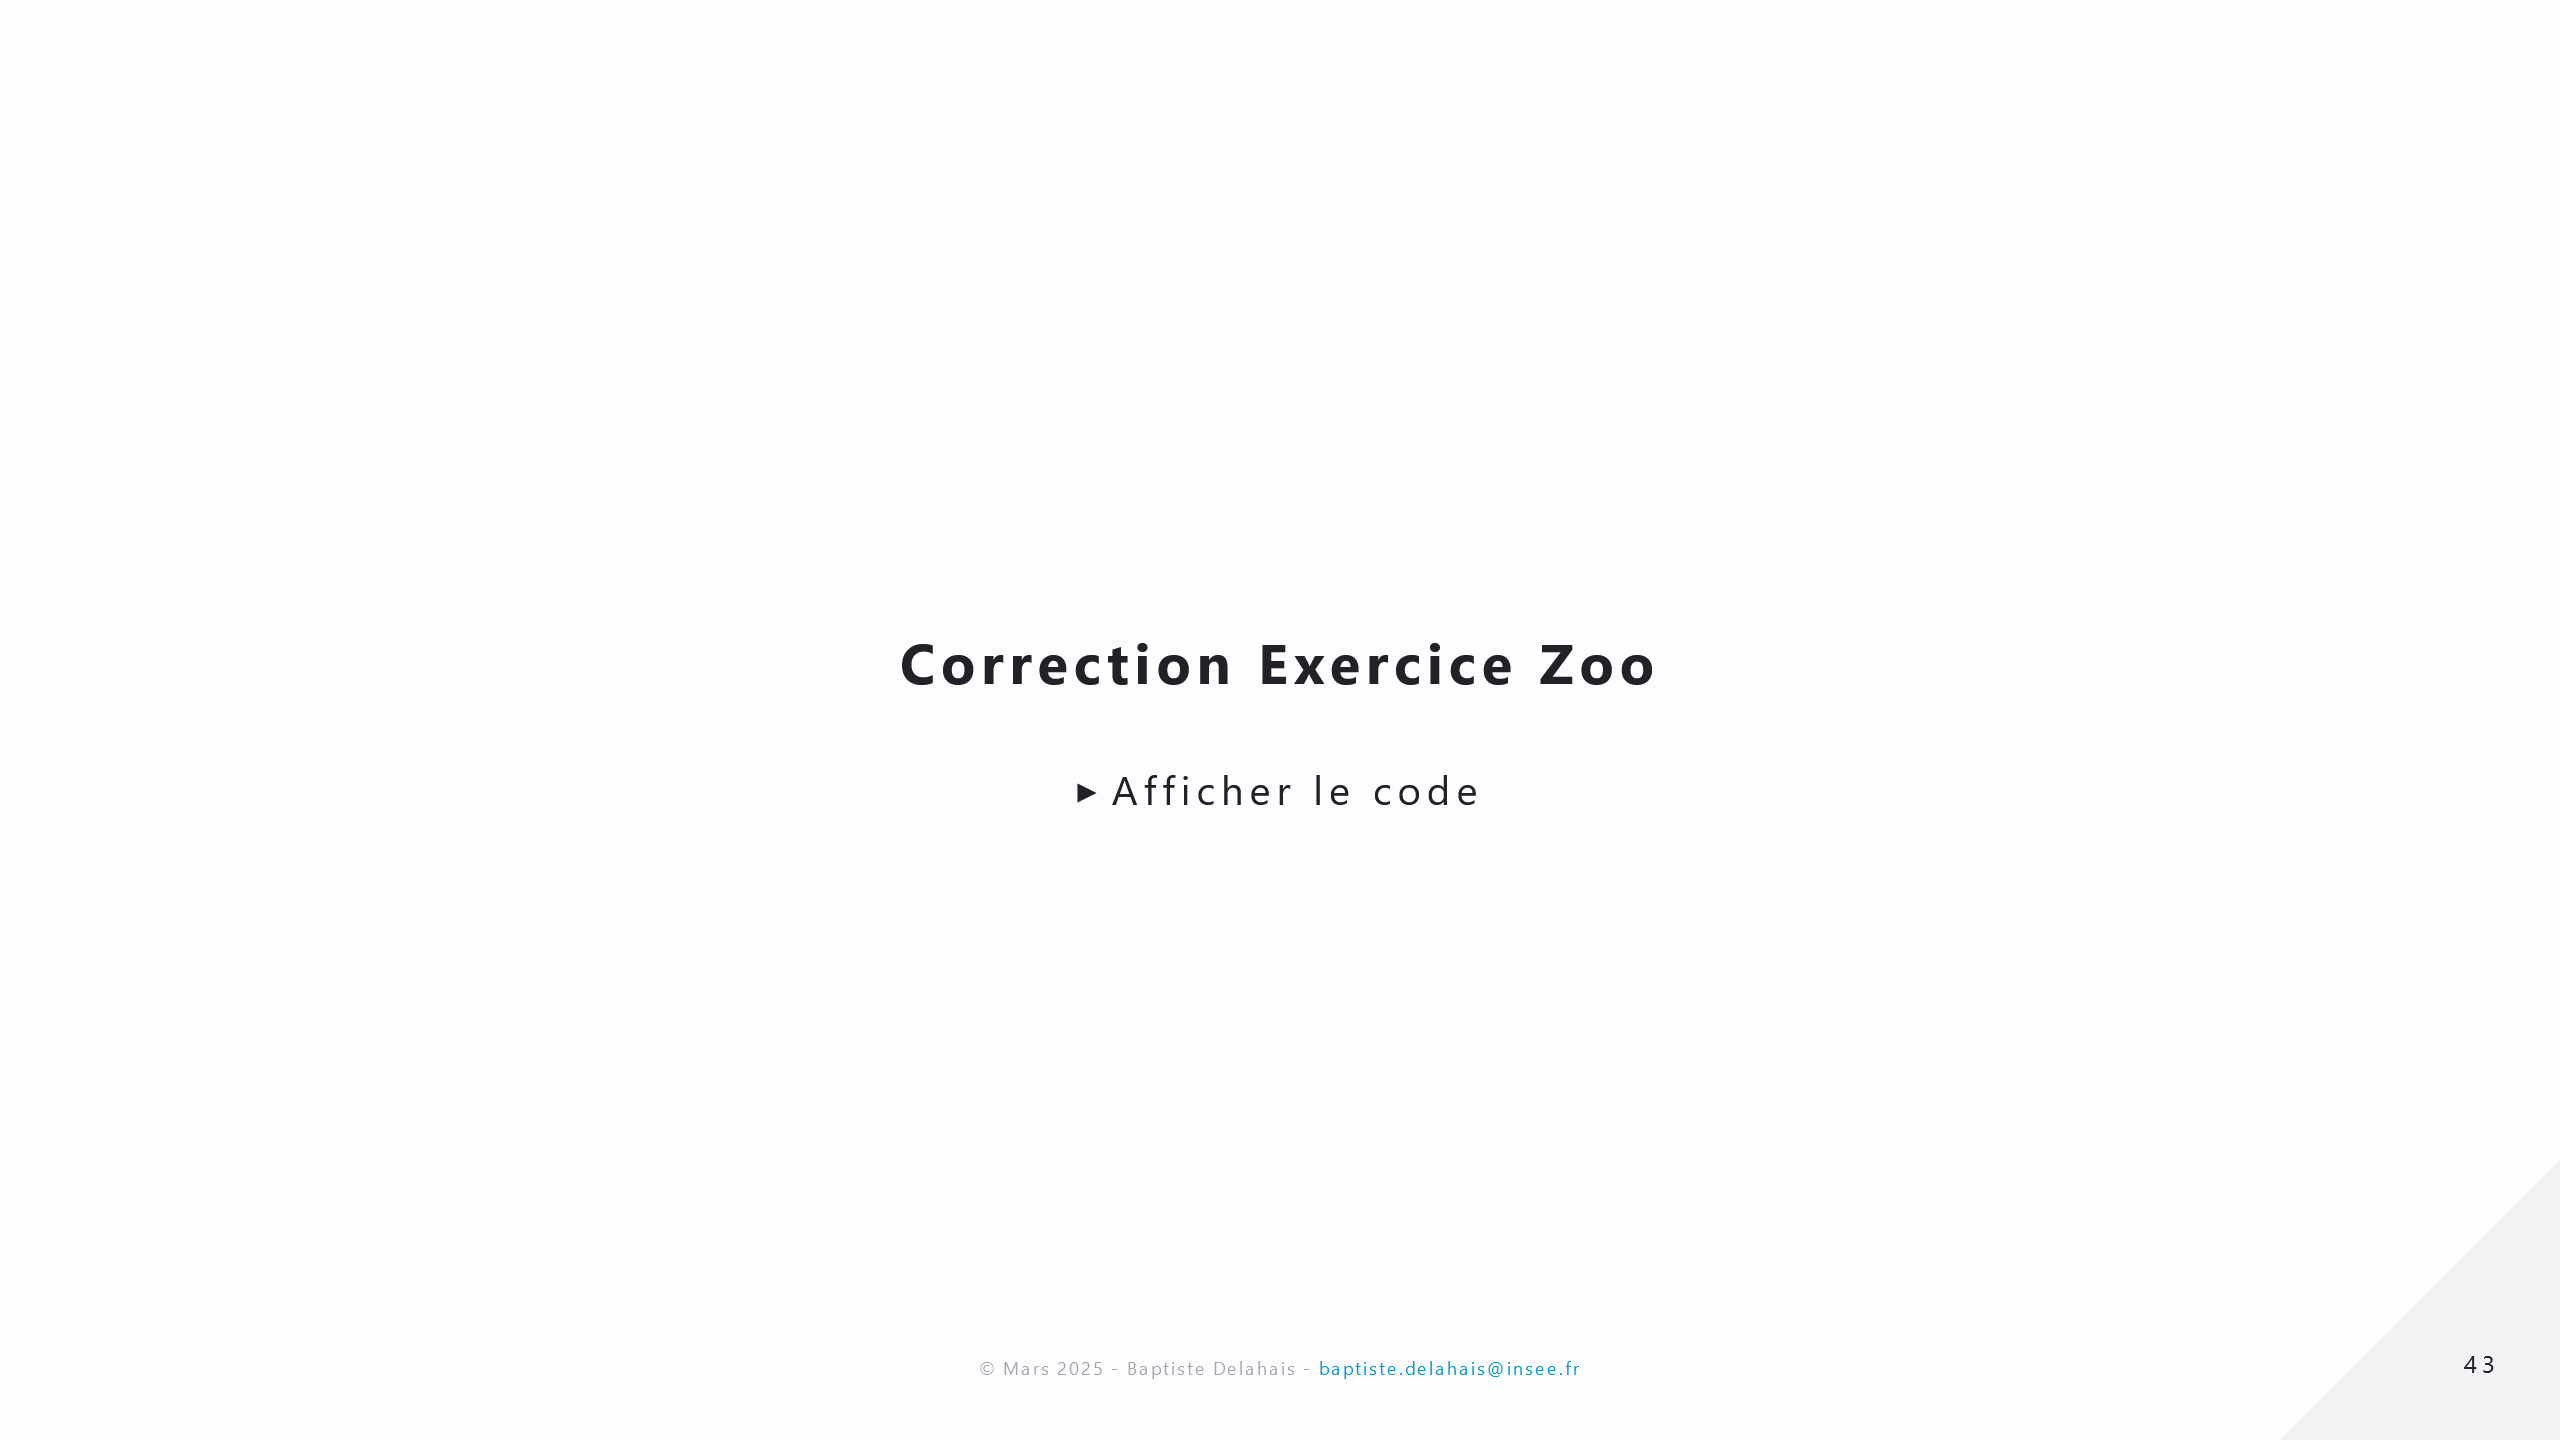 Correction Exercice Zoo
▶ Afficher le code
© Mars 2025 - Baptiste Delahais - baptiste.delahais@insee.fr
43